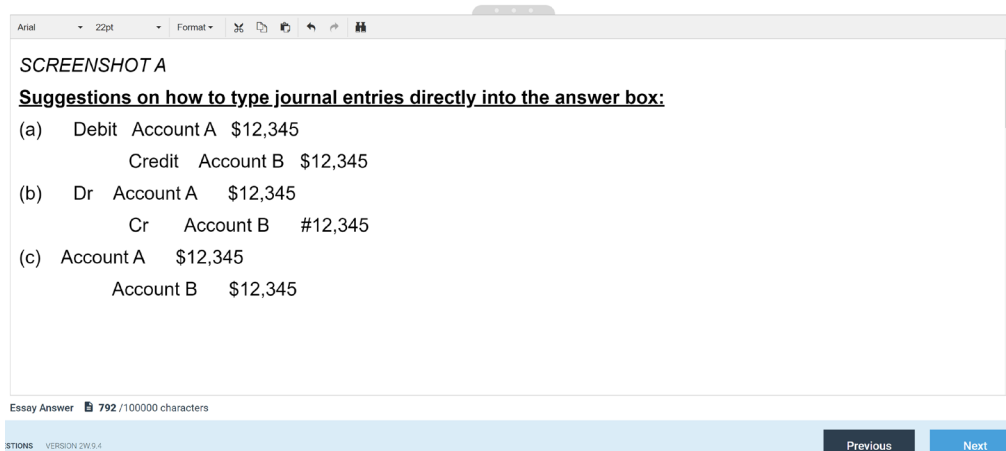 Arial 22pt Format
SCREENSHOT A
Suggestions on how to type journal entries directly into the answer box:
(a) Debit Account A $12,345
Credit Account B $12,345
(b) Dr Account A $12,345
Cr Account B #12,345
(c) Account A $12,345
Account B $12,345
Essay Answer 792 /100000 characters
STIONS VERSION 2W.9.4 Previous Next